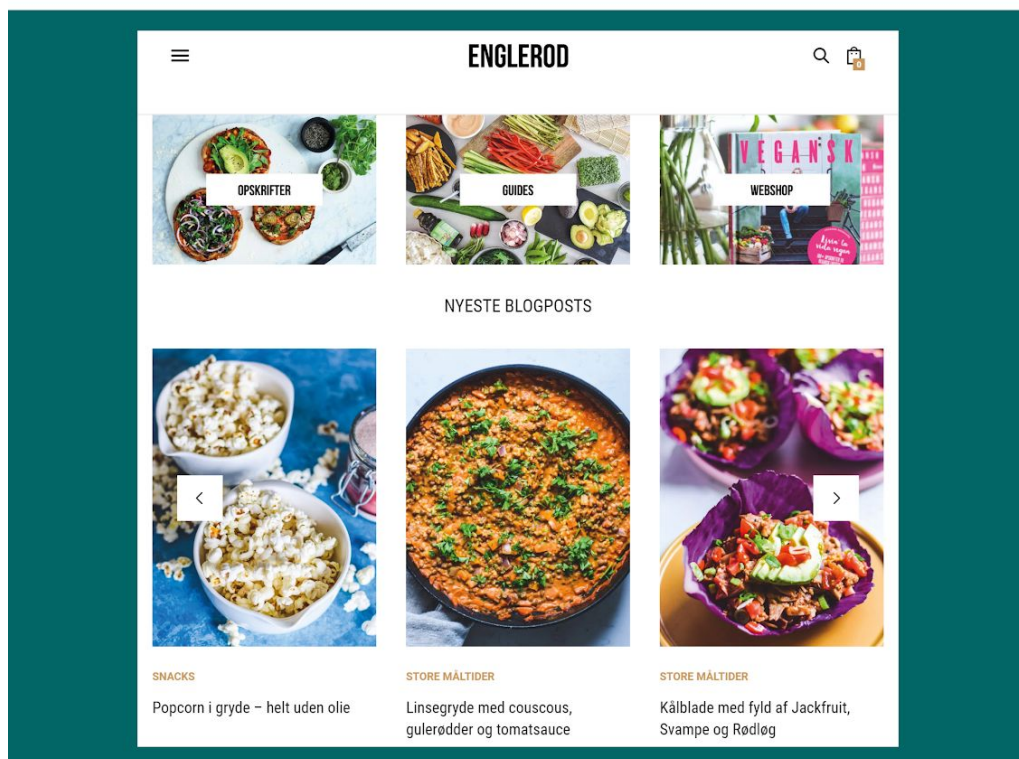 ENGLEROD
0
OPSKRIFTER
GUIDES
VEGANSK
WEBSHOP
NYESTE BLOGPOSTS
SNACKS
Popcorn i gryde – helt uden olie
STORE MÅLTIDER
Linsegryde med couscous,
gulerødder og tomatsauce
STORE MÅLTIDER
Kålblade med fyld af Jackfruit,
Svampe og Rødløg